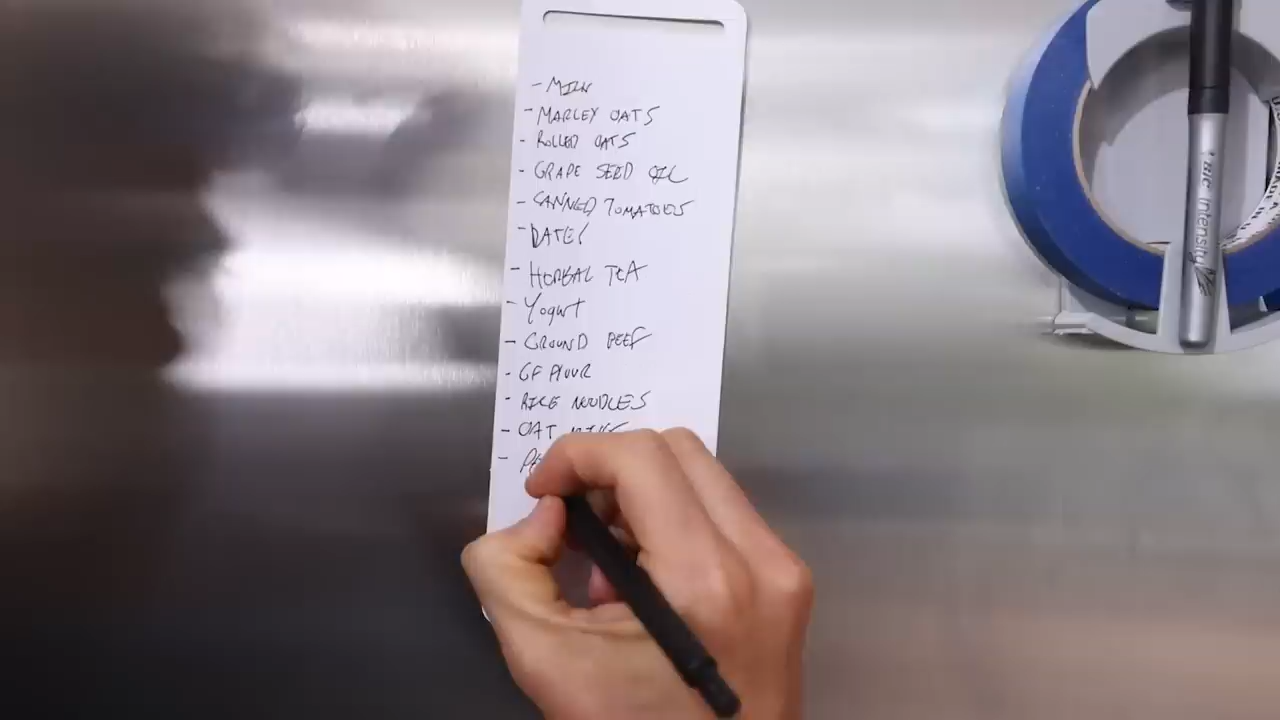 - MILK
- MARLEY OATS
- ROLLED OATS
- GRAPE SEED OIL
- CANNED TOMATOES
- DATES
- HERBAL TEA
- Yogurt
- GROUND BEEF
- GF FLOUR
- RICE NOODLES
- OAT
BIC intensity